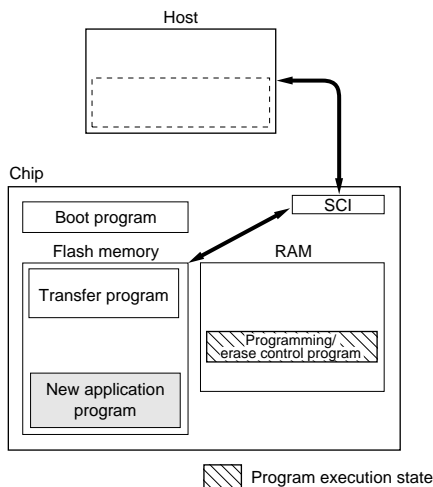 Host
Chip
SCI
Boot program
Flash memory
RAM
Transfer program
Programming/
erase control program
New application
program
Program execution state